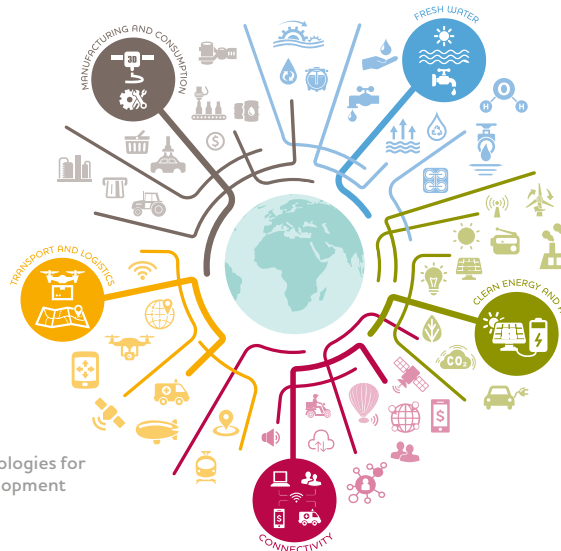 MANUFACTURING AND CONSUMPTION
3D
FRESH WATER
O
H H
$
TRANSPORT AND LOGISTICS
CLEAN ENERGY AND
CO₂
$
ologies for
opment
$
CONNECTIVITY